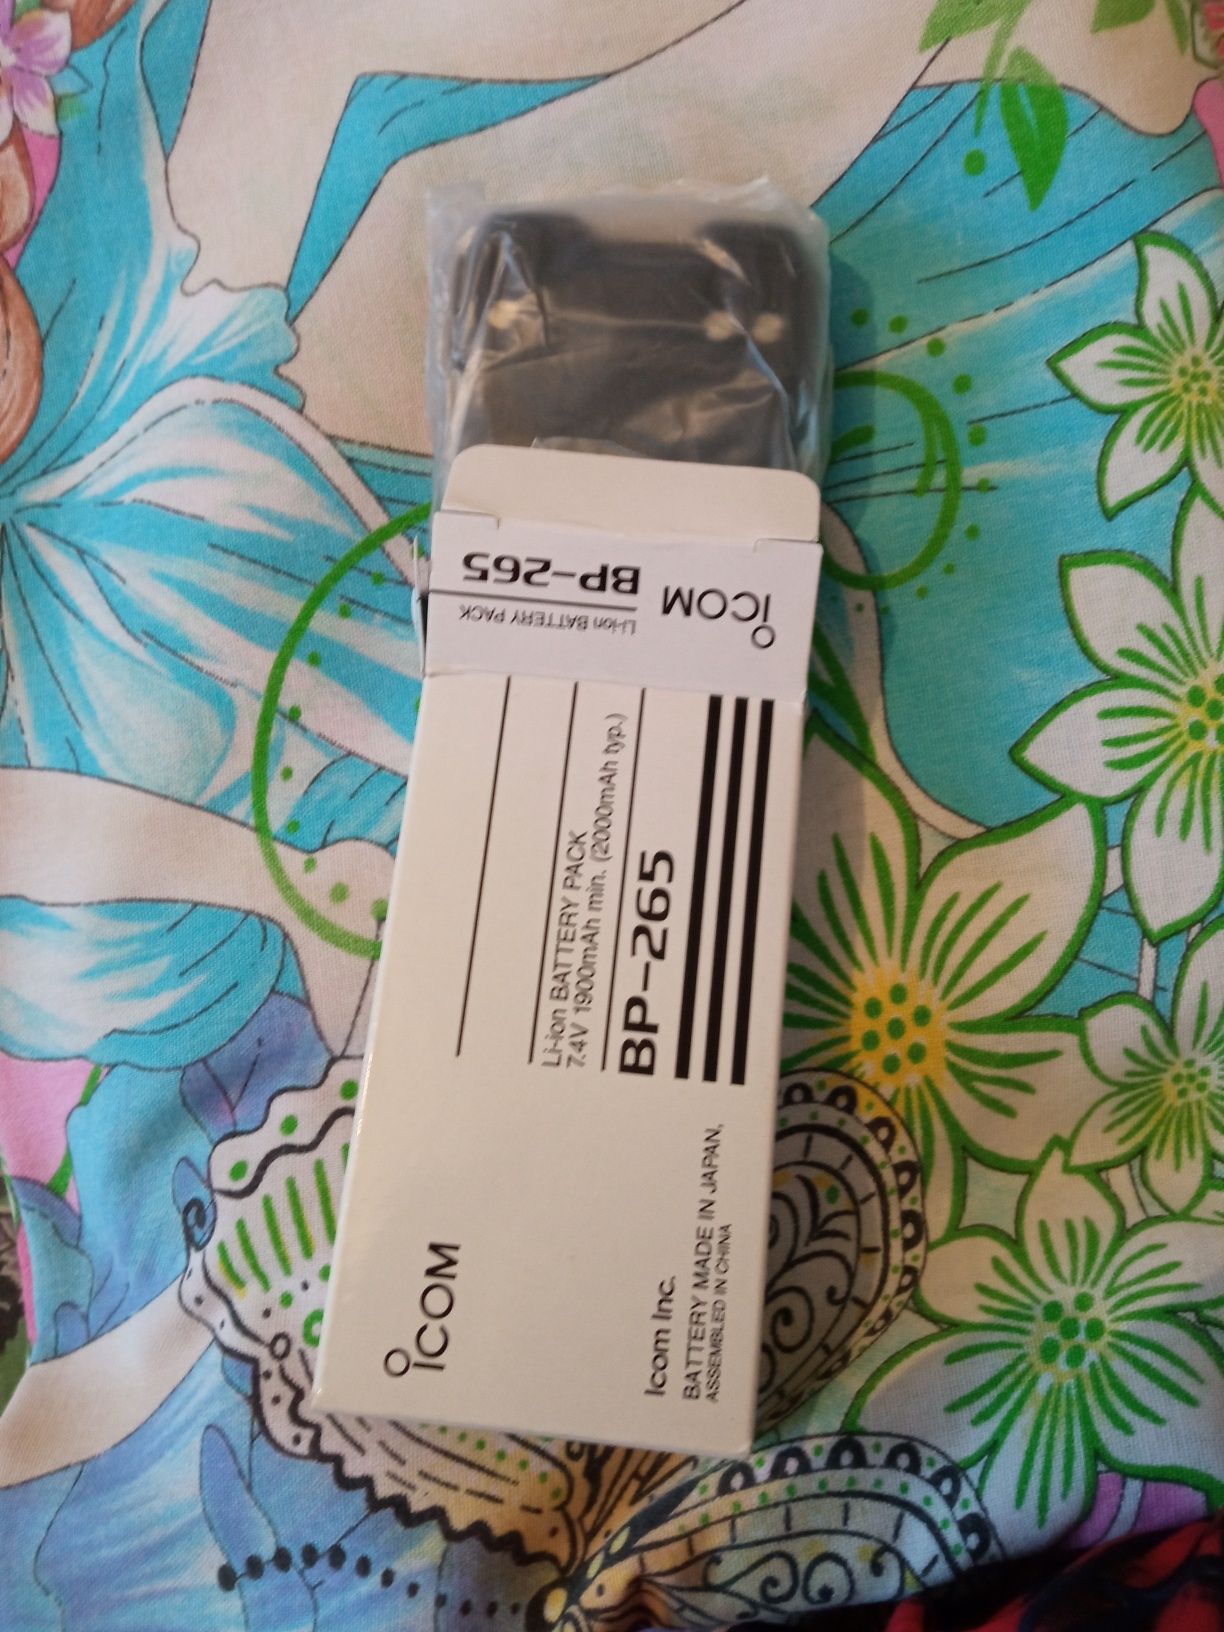 BP-265
Li-ion BATTERY PACK
ICOM
Li-ion BATTERY PACK
7.4V 1900mAh min. (2000mAh typ.)
BP-265
ICOM
Icom Inc.
BATTERY MADE IN JAPAN,
ASSEMBLED IN CHINA